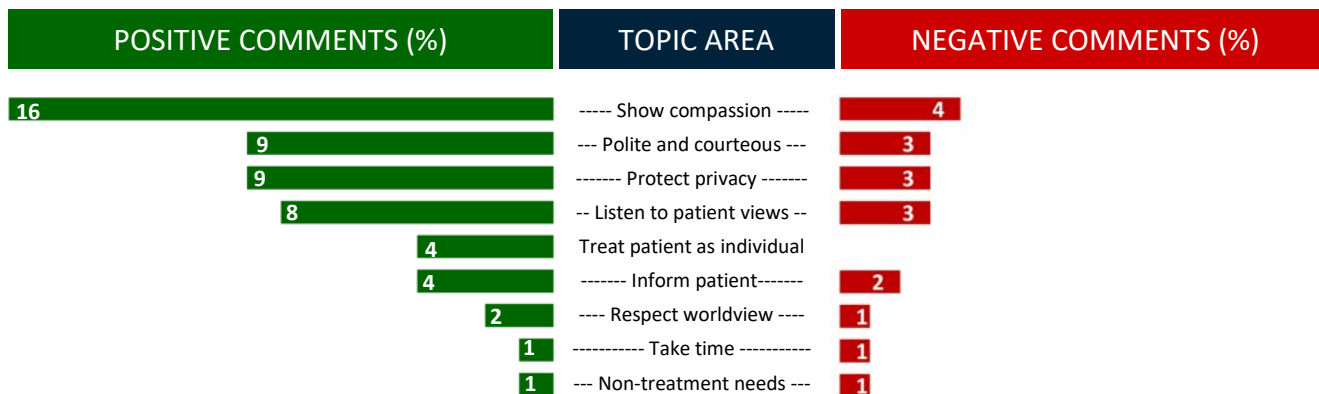 POSITIVE COMMENTS (%) TOPIC AREA NEGATIVE COMMENTS (%)
16 ----- Show compassion ----- 4
9 --- Polite and courteous --- 3
9 ------- Protect privacy ------- 3
8 -- Listen to patient views -- 3
4 Treat patient as individual
4 ------- Inform patient------- 2
2 ---- Respect worldview ---- 1
1 ----------- Take time ----------- 1
1 --- Non-treatment needs --- 1